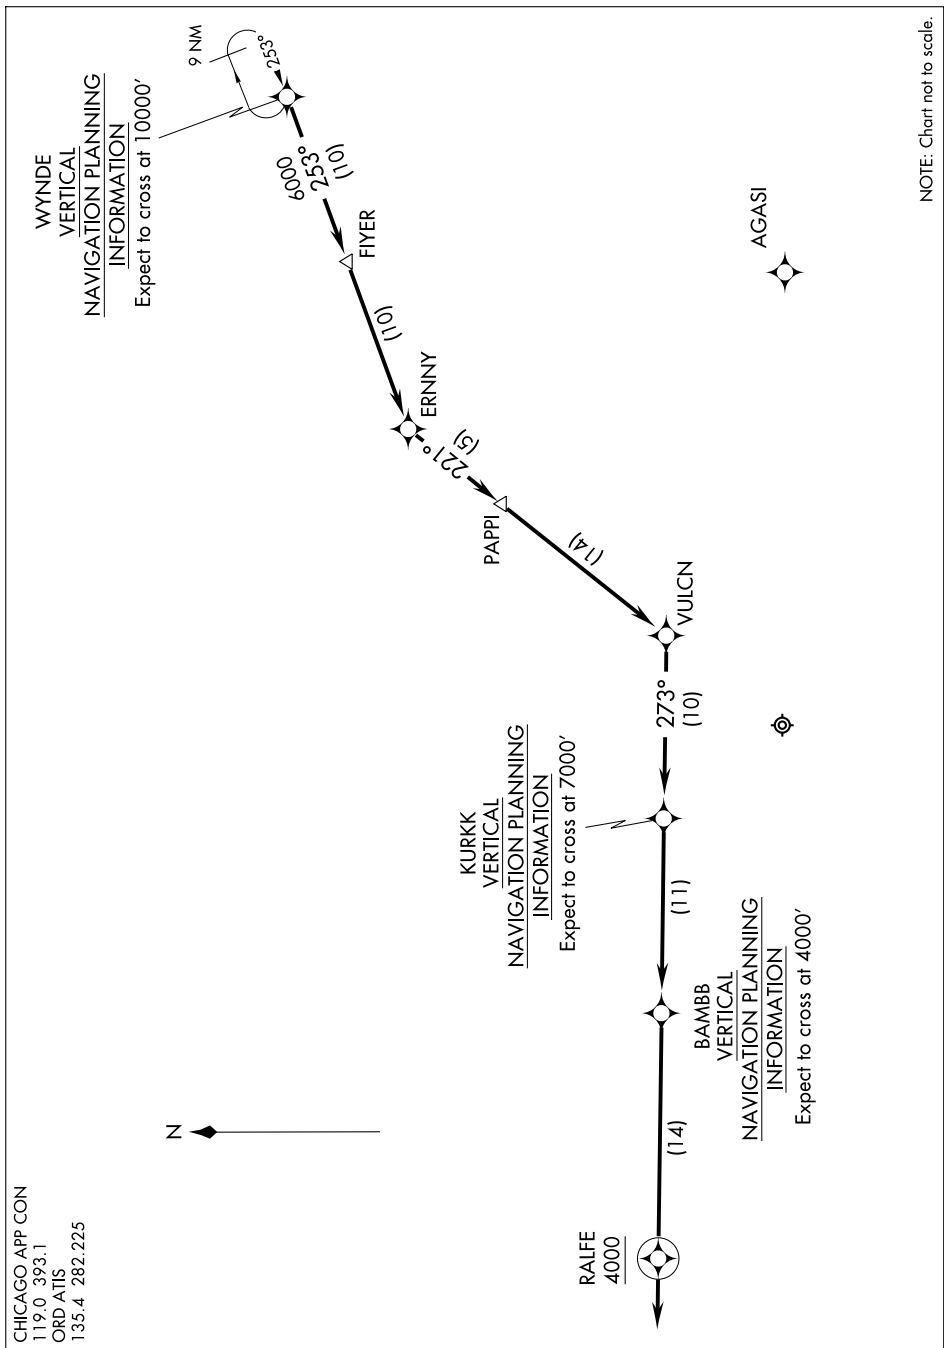 CHICAGO APP CON
119.0 393.1
ORD ATIS
135.4 282.225
N
RALFE
4000
(14)
BAMBB
VERTICAL
NAVIGATION PLANNING
INFORMATION
Expect to cross at 4000′
(11)
KURKK
VERTICAL
NAVIGATION PLANNING
INFORMATION
Expect to cross at 7000′
273°
(10)
VULCN
(14)
PAPPI
221°
(5)
ERNNY
(10)
FIYER
6000
253°
(10)
WYNDE
VERTICAL
NAVIGATION PLANNING
INFORMATION
Expect to cross at 10000′
9 NM
253°
AGASI
NOTE: Chart not to scale.